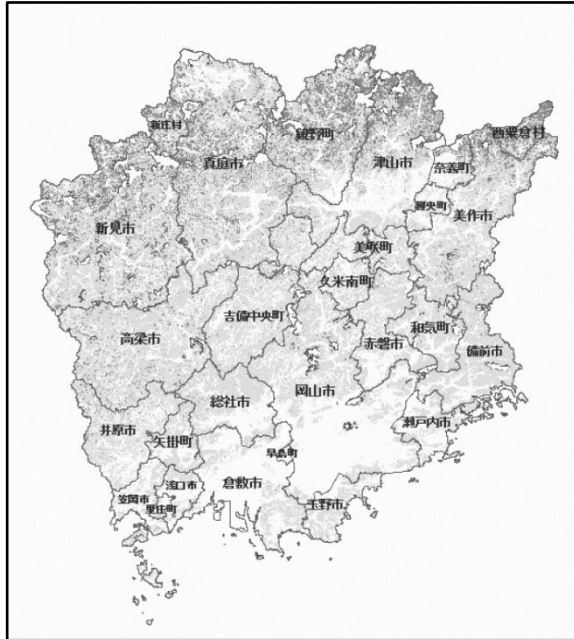 新庄村
真庭市
鏡野町
津山市
西粟倉村
奈義町
勝央町
美作市
新見市
美咲町
久米南町
吉備中央町
和気町
高梁市
赤磐市
備前市
岡山市
総社市
瀬戸内市
井原市
矢掛町
早島町
浅口市
倉敷市
笠岡市
里庄町
玉野市